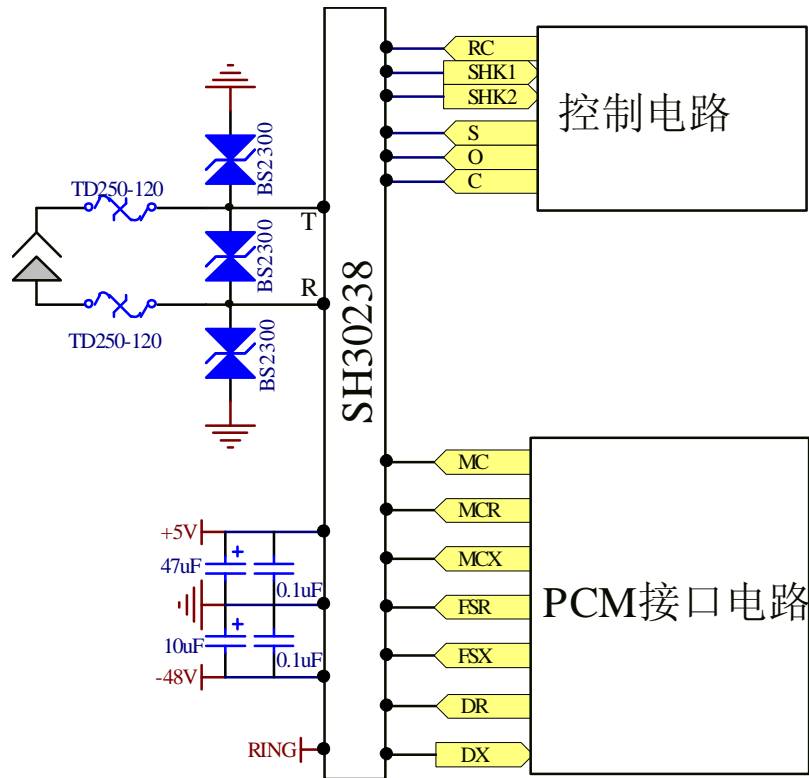 RC
SHK1
SHK2
S
O
C
控制电路
BS2300
TD250-120
T
BS2300
R
TD250-120
BS2300
SH30238
MC
MCR
MCX
FSR
FSX
DR
DX
PCM接口电路
+5V
47uF
+
0.1uF
10uF
+
0.1uF
-48V
RING